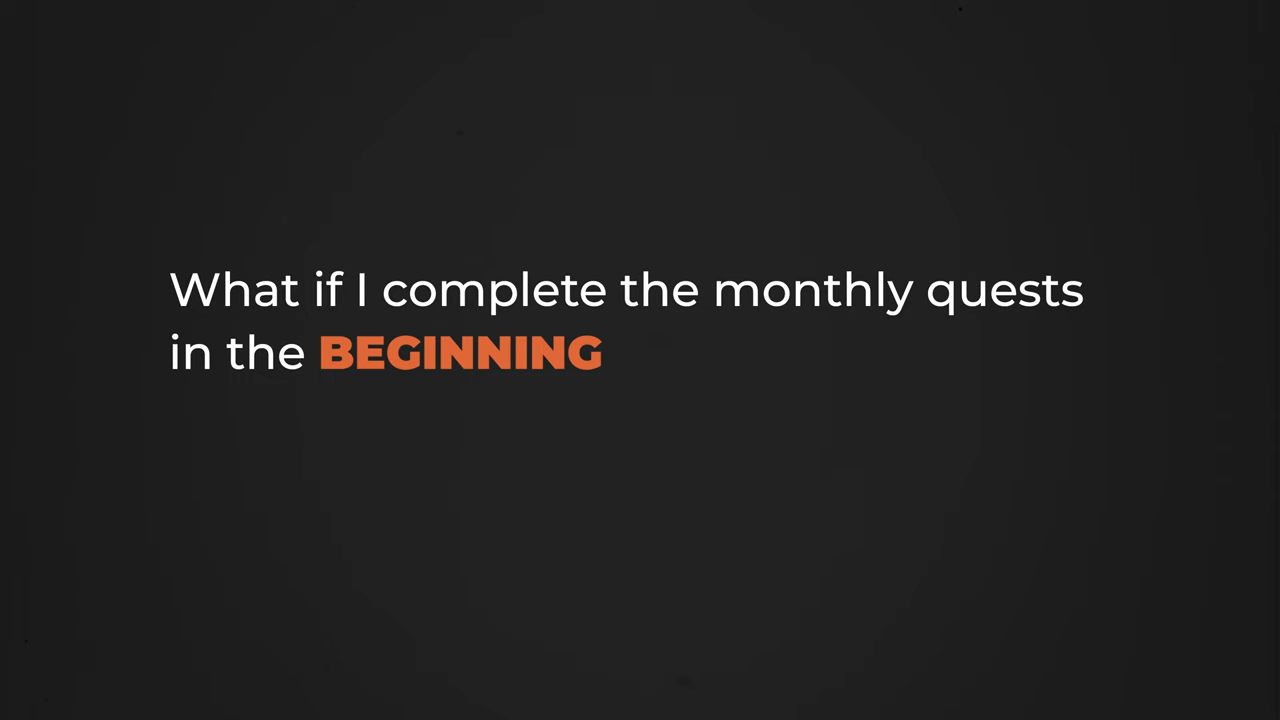 What if I complete the monthly quests
in the BEGINNING